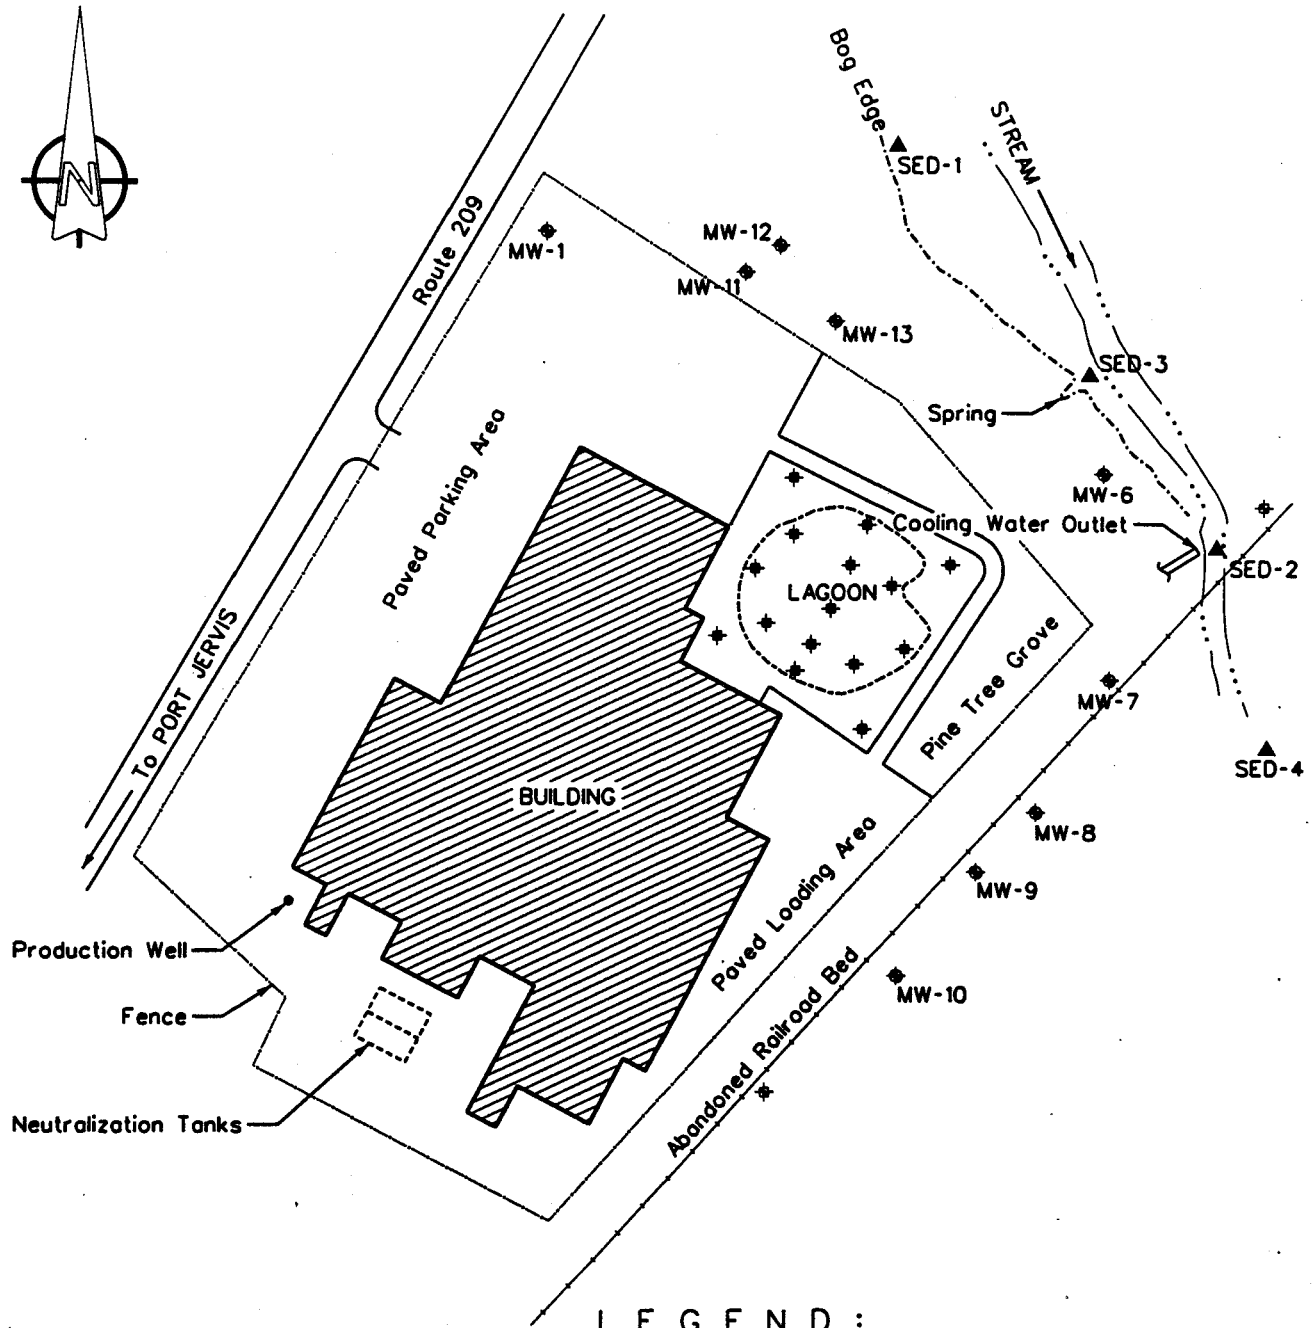 N
Bog Edge
STREAM
SED-1
Route 209
MW-1
MW-12
MW-11
MW-13
SED-3
Spring
Paved Parking Area
MW-6
Cooling Water Outlet
SED-2
LAGOON
To PORT JERVIS
Pine Tree Grove
MW-7
SED-4
BUILDING
MW-8
MW-9
Paved Loading Area
Production Well
MW-10
Fence
Abandoned Railroad Bed
Neutralization Tanks
LEGEND: